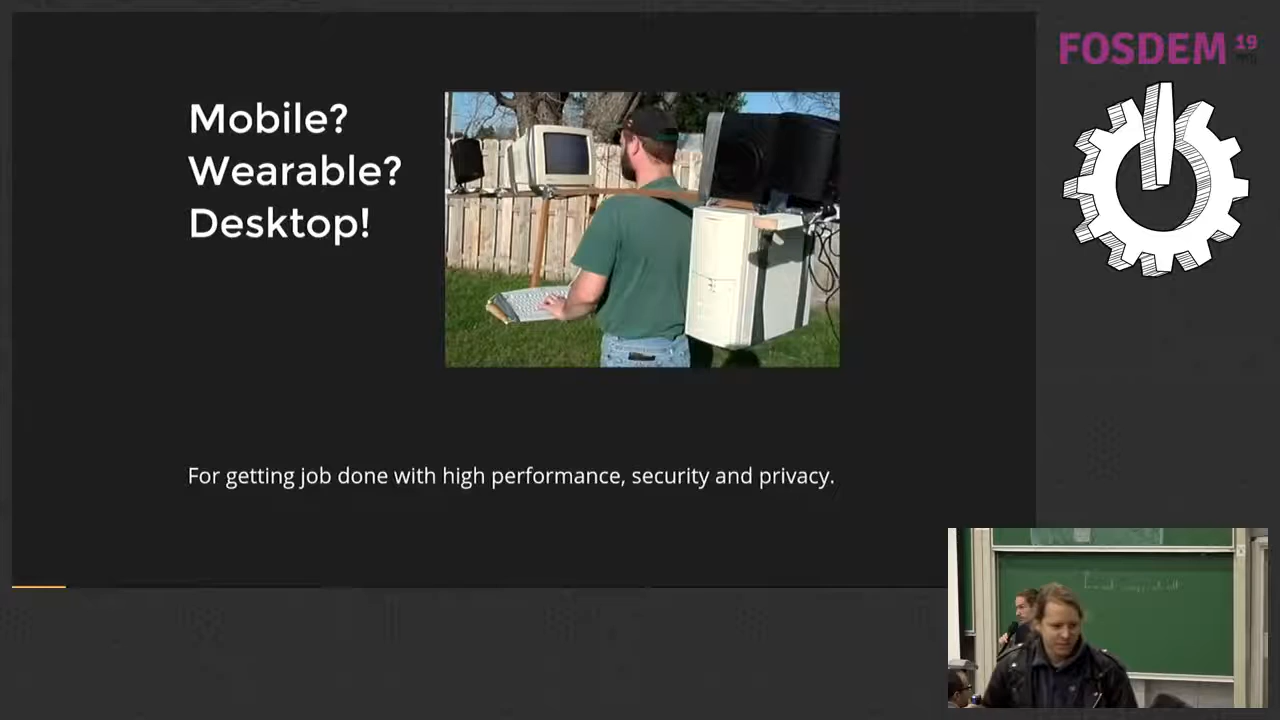 Mobile?
Wearable?
Desktop!
For getting job done with high performance, security and privacy.
FOSDEM 19